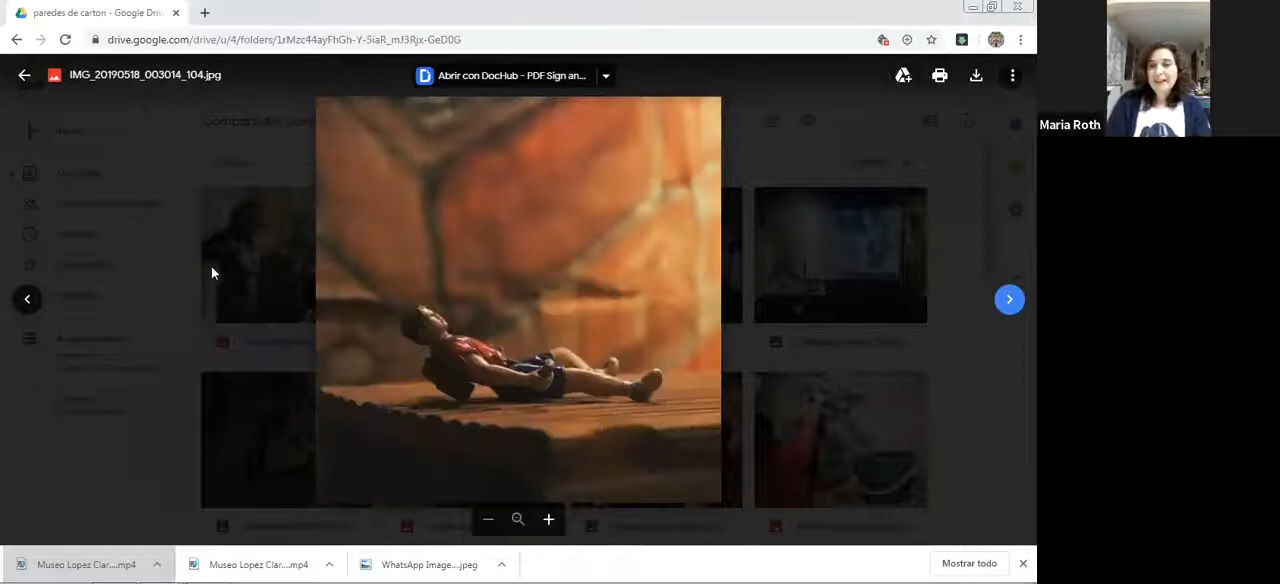 paredes de carton - Google Driv
drive.google.com/drive/u/4/folders/1rMzc44ayFhGh-Y-5iaR_mJ3Rjx-GeD0G
IMG_20190518_003014_104.jpg
Abrir con DocHub - PDF Sign an...
Maria Roth
Museo Lopez Clar....mp4
Museo Lopez Clar....mp4
WhatsApp Image....jpeg
Mostrar todo